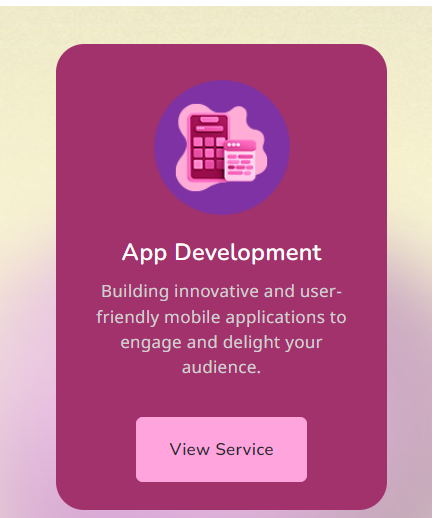 App Development
Building innovative and user-
friendly mobile applications to
engage and delight your
audience.
View Service